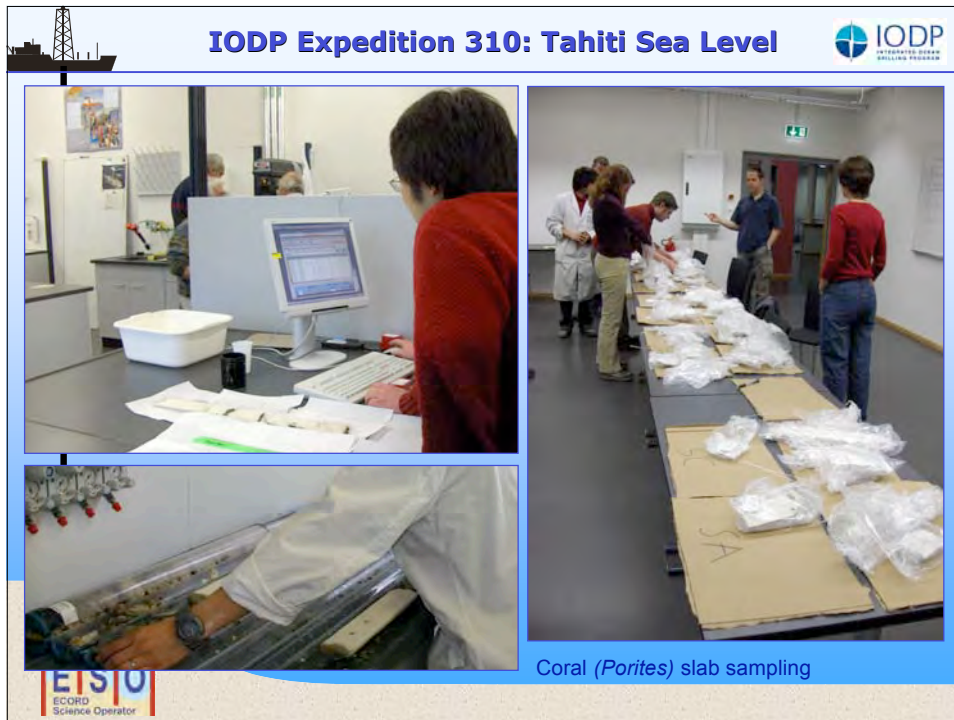 IODP Expedition 310: Tahiti Sea Level
IODP
INTEGRATED OCEAN
DRILLING PROGRAM
SA
Coral (Porites) slab sampling
ESO
ECORD
Science Operator